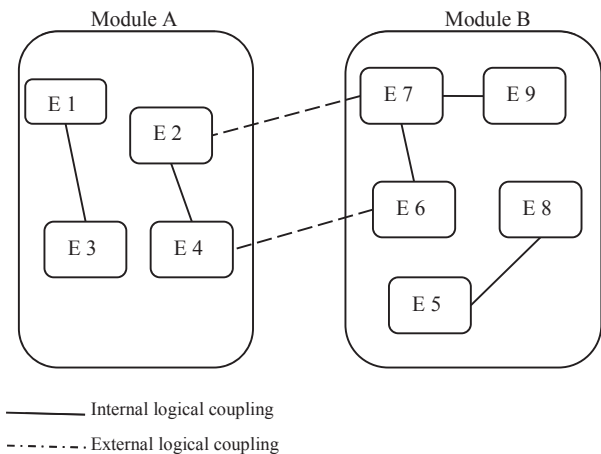 Module A
Module B
E 1
E 2
E 3
E 4
E 7
E 9
E 6
E 8
E 5
Internal logical coupling
External logical coupling